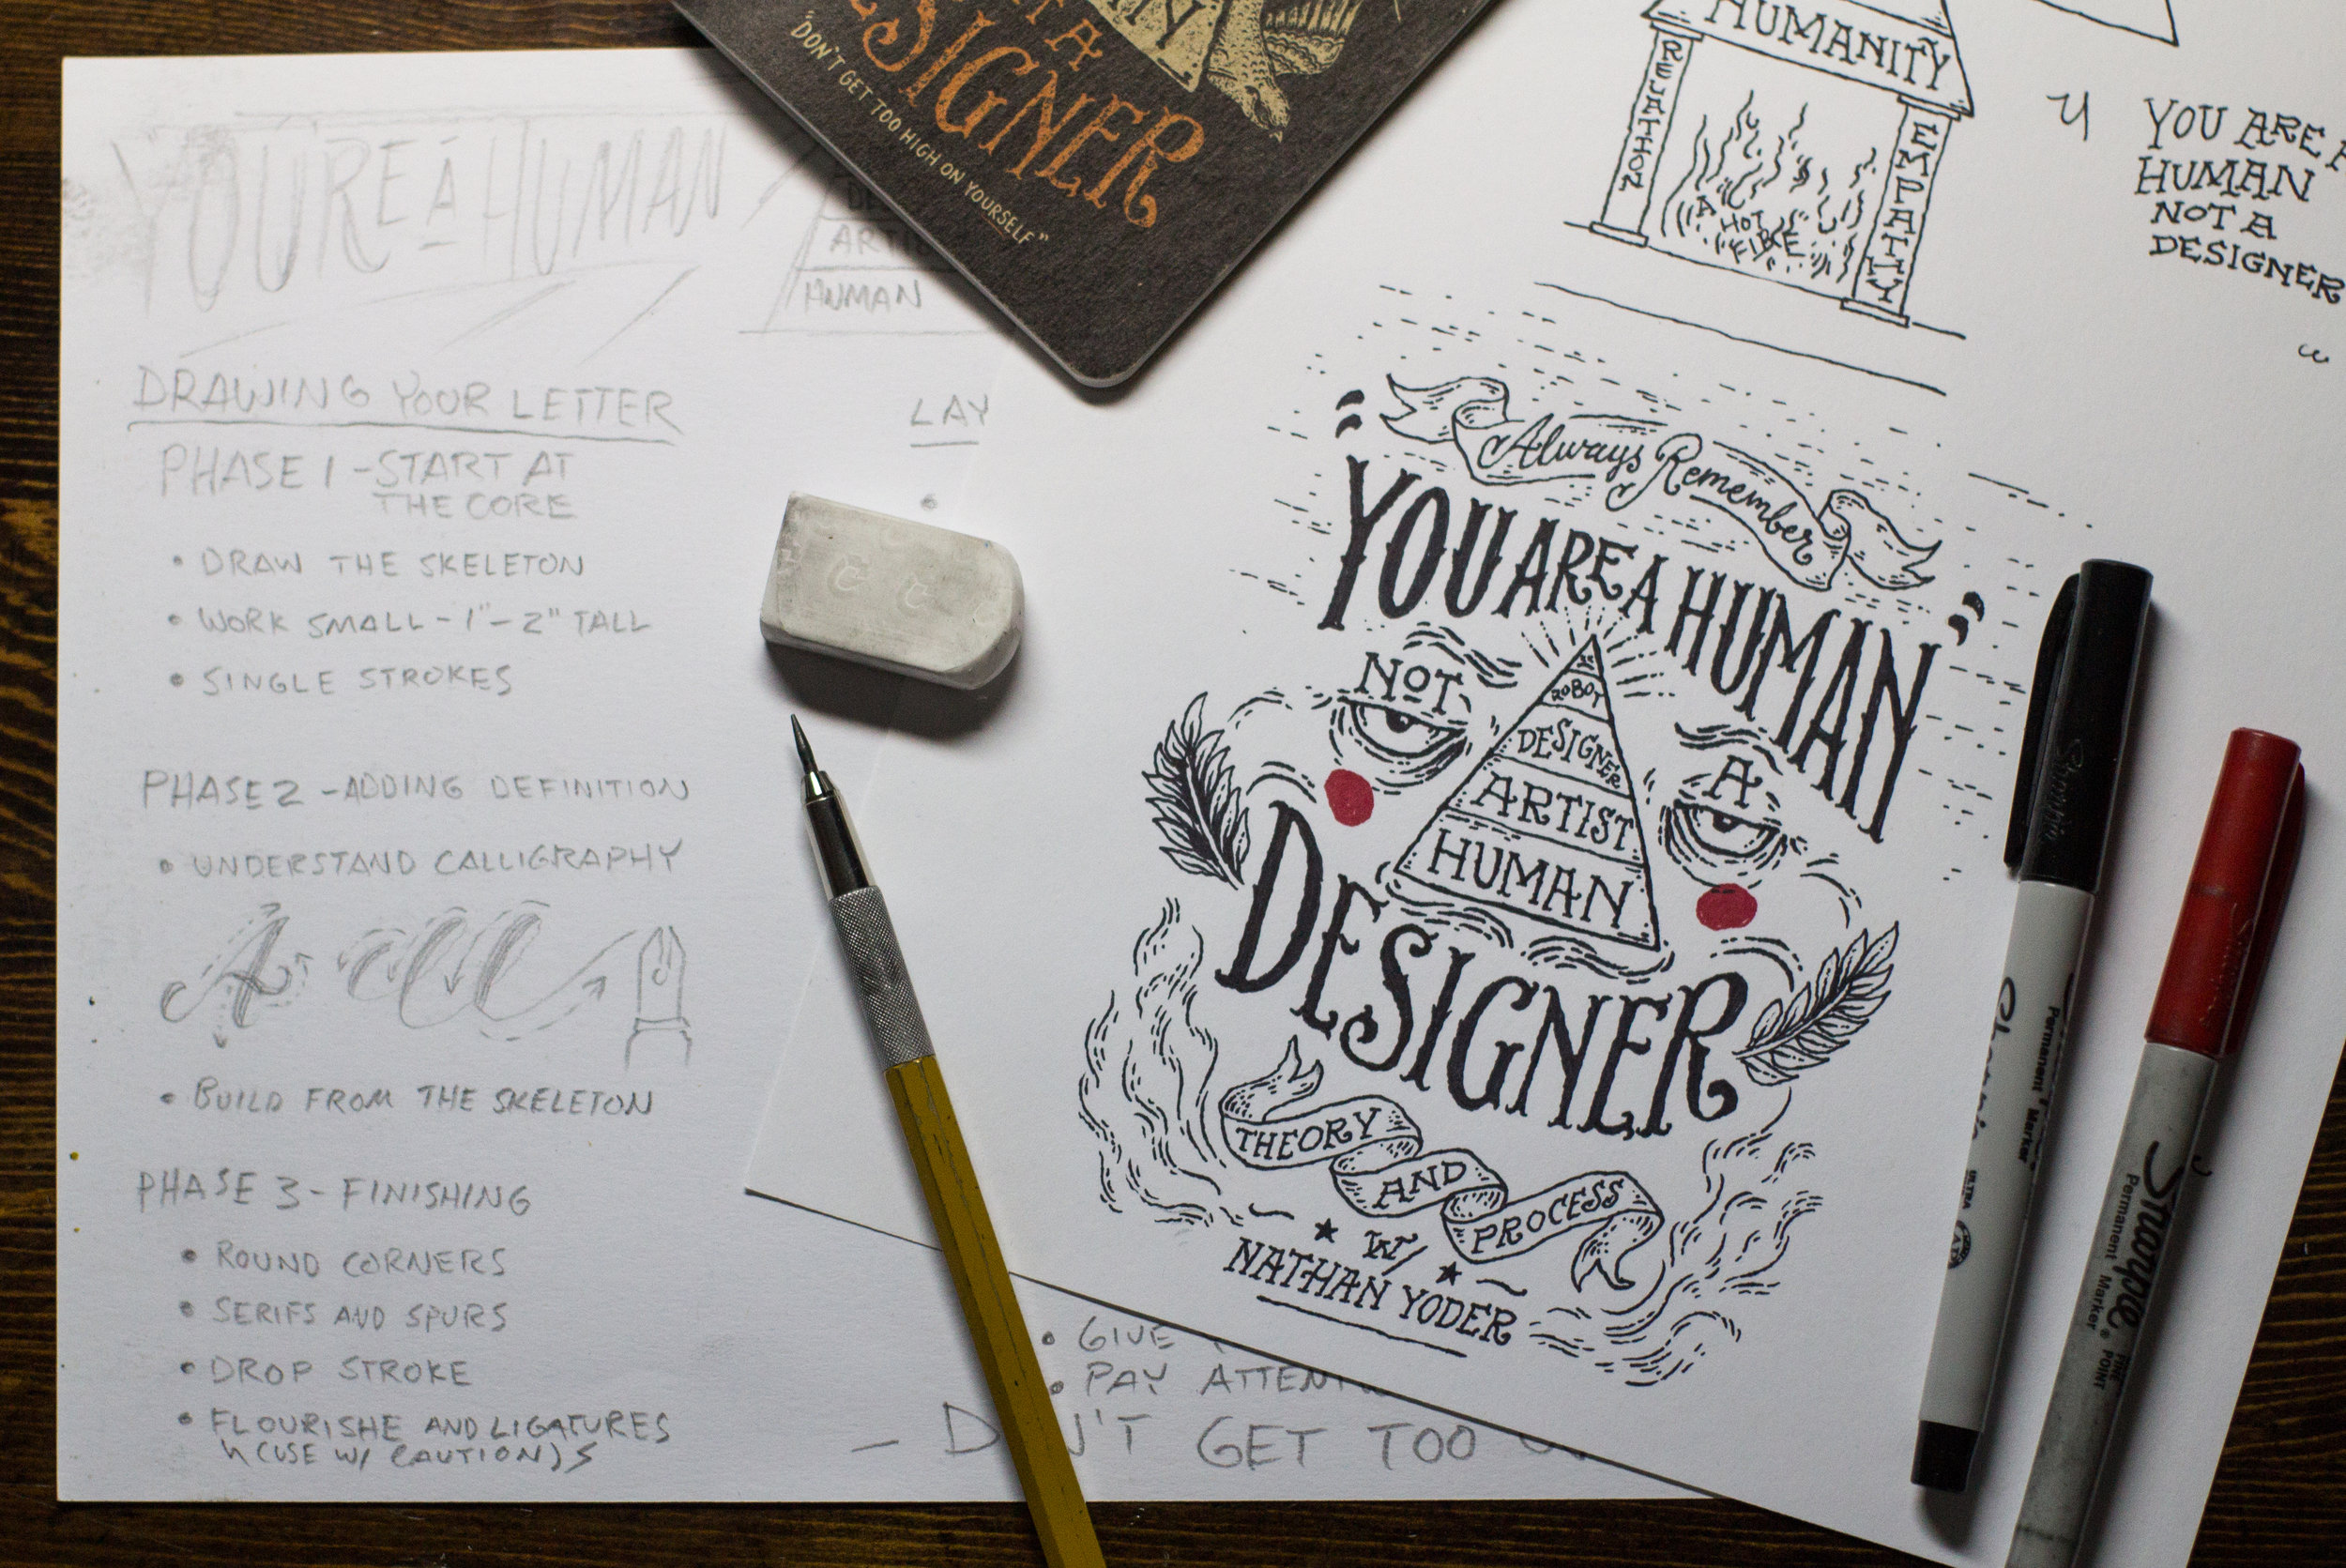 YOU'RE A HUMAN
ARTI
HUMAN
DRAWING YOUR LETTER
PHASE 1 - START AT
THE CORE
• DRAW THE SKELETON
• WORK SMALL - 1" - 2" TALL
• SINGLE STROKES
PHASE 2 - ADDING DEFINITION
• UNDERSTAND CALLIGRAPHY
A
• BUILD FROM THE SKELETON
PHASE 3 - FINISHING
• ROUND CORNERS
• SERIFS AND SPURS
• DROP STROKE
• FLOURISHE AND LIGATURES
(USE W/ CAUTION)
LAY
• GIVE
• PAY ATTEN
- DON'T GET TOO
NOT A
DESIGNER
"DON'T GET TOO HIGH ON YOURSELF"
HUMANITY
RELATION
EMPATHY
A
HOT
FIRE
YOU ARE A
HUMAN
NOT A
DESIGNER
Always Remember
"YOU ARE A HUMAN"
NOT
A
ROBOT
DESIGNER
ARTIST
HUMAN
DESIGNER
THEORY
AND
PROCESS
W/
NATHAN YODER
Sharpie
Permanent Marker
ULTRA
Sharpie
Permanent Marker
FINE POINT